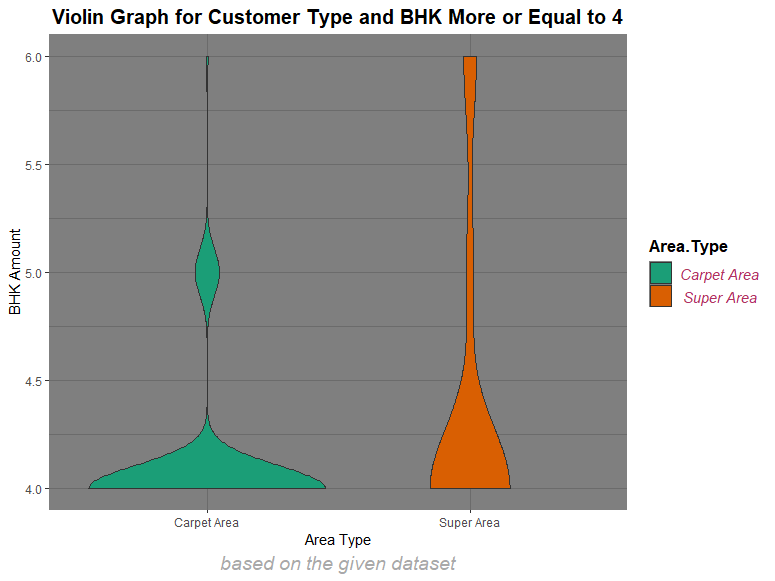 Violin Graph for Customer Type and BHK More or Equal to 4
6.0
5.5
5.0
4.5
4.0
BHK Amount
Carpet Area
Super Area
Area Type
based on the given dataset
Area.Type
Carpet Area
Super Area